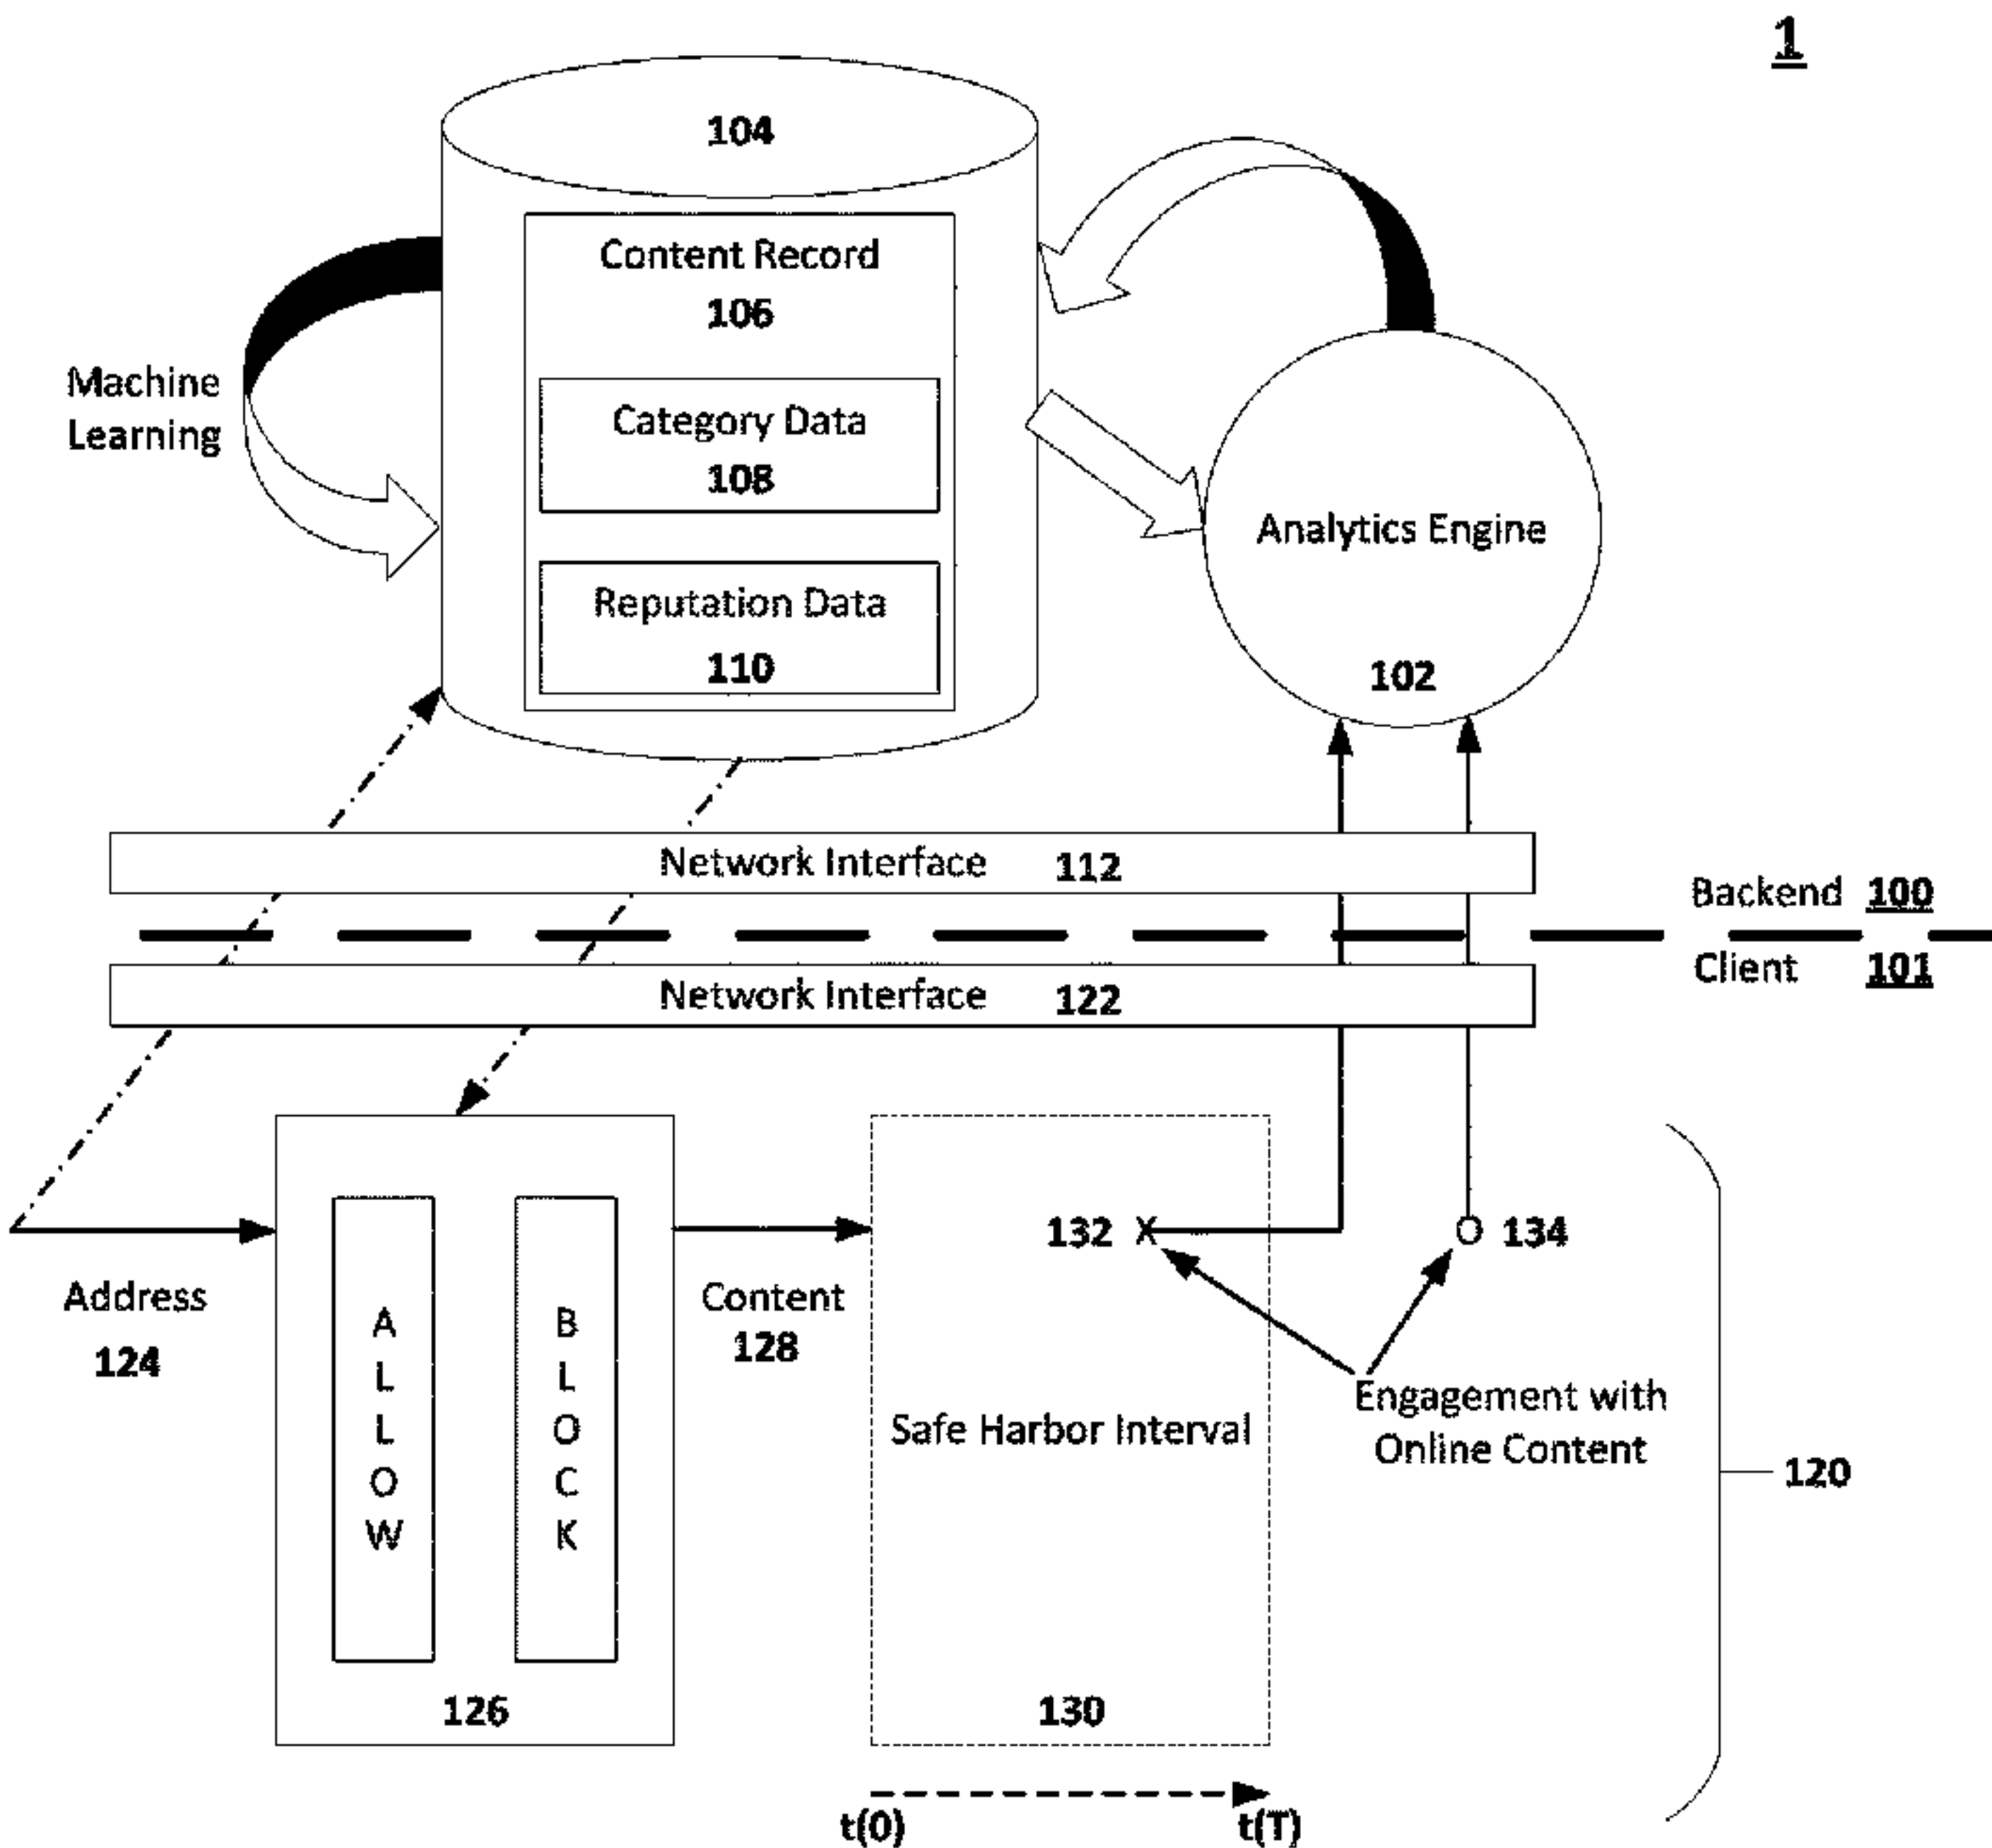 1
104
Content Record
106
Machine
Learning
Category Data
108
Analytics Engine
Reputation Data
110
102
Network Interface 112
Backend 100
Client 101
Network Interface 122
132 X
O 134
Address
124
A
L
L
O
W
B
L
O
C
K
Content
128
Safe Harbor Interval
Engagement with
Online Content
120
126
130
t(0)
t(T)